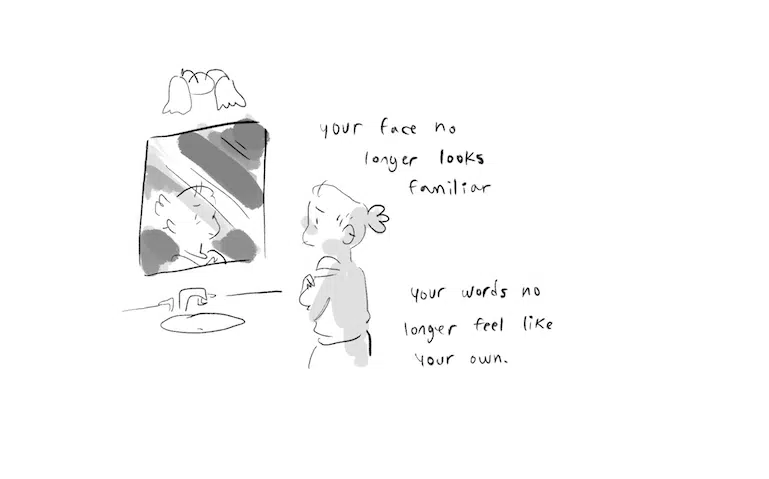 your face no
longer looks
familiar
your words no
longer feel like
your own.